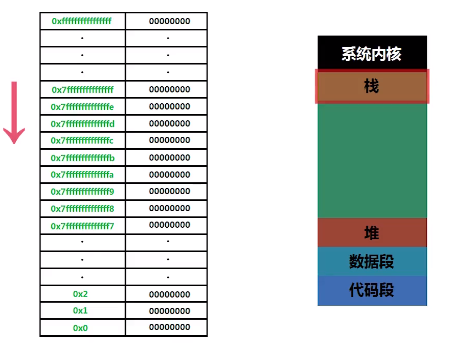 0xffffffffffffffff 00000000
. .
. .
. .
0x7fffffffffffffff 00000000
0x7ffffffffffffffe 00000000
0x7ffffffffffffffd 00000000
0x7ffffffffffffffc 00000000
0x7ffffffffffffffb 00000000
0x7ffffffffffffffa 00000000
0x7ffffffffffffff9 00000000
0x7ffffffffffffff8 00000000
0x7ffffffffffffff7 00000000
. .
. .
. .
0x2 00000000
0x1 00000000
0x0 00000000
系统内核
栈
堆
数据段
代码段